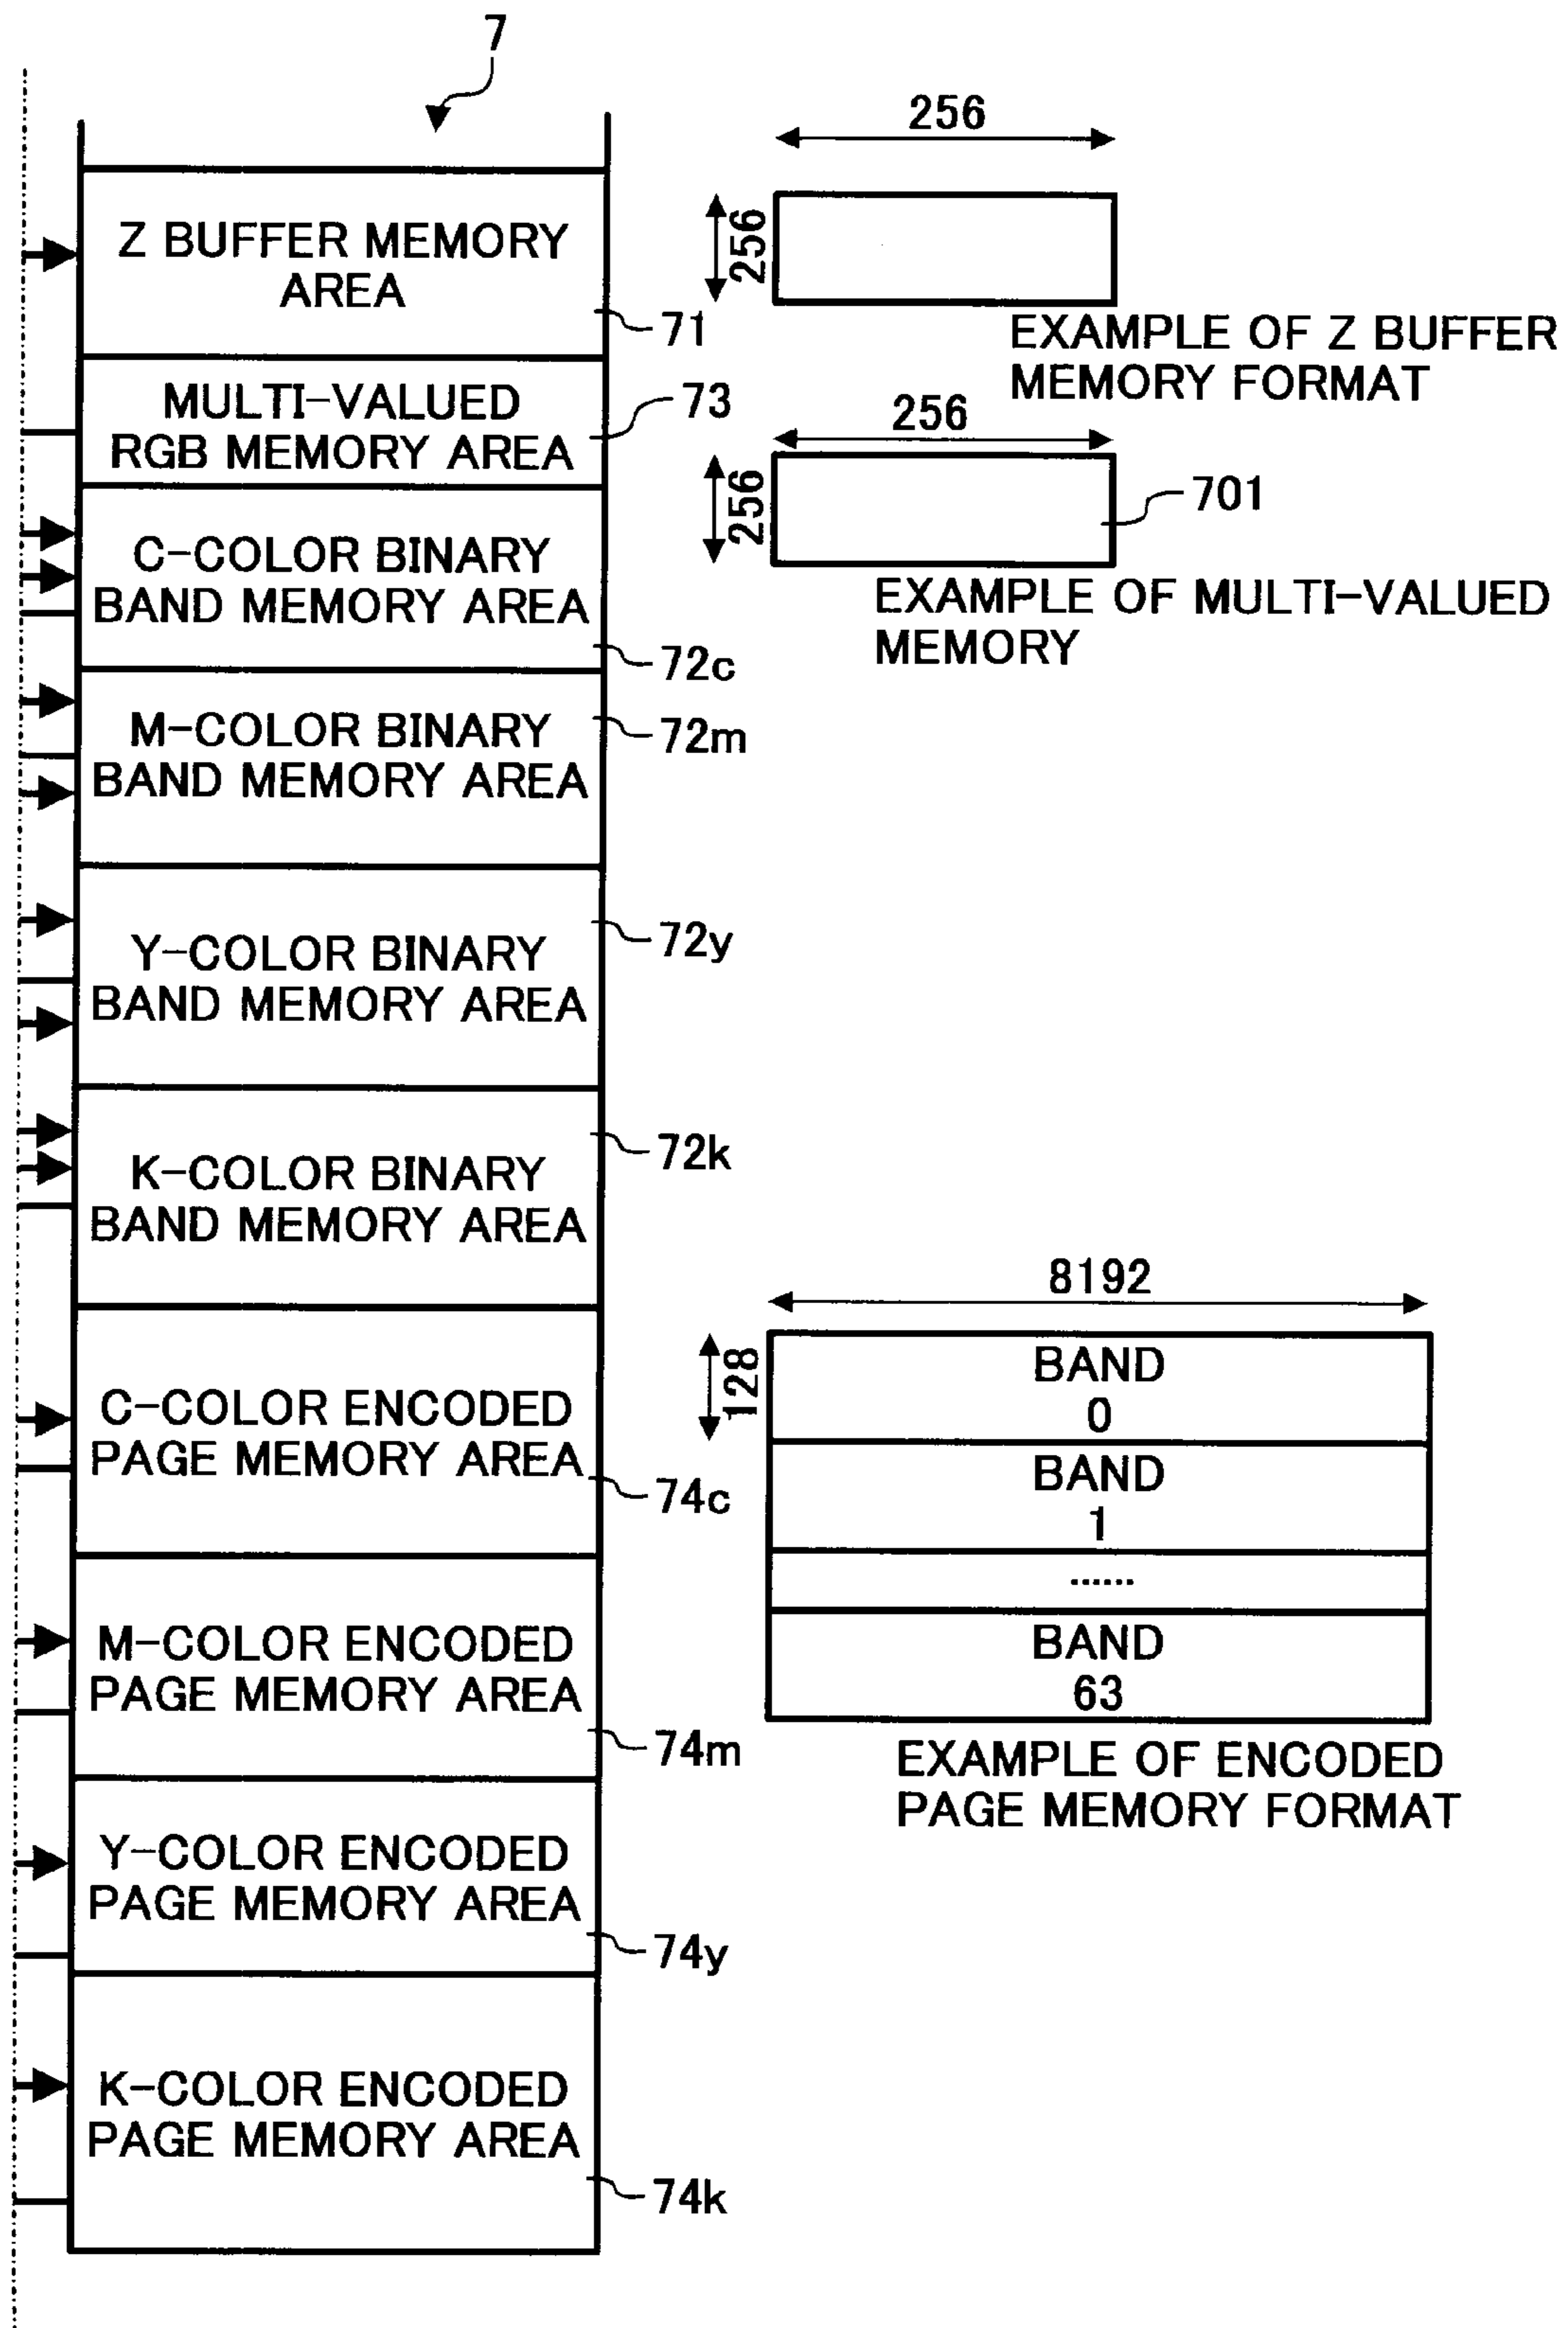 7
Z BUFFER MEMORY
AREA
71
MULTI-VALUED
RGB MEMORY AREA
73
C-COLOR BINARY
BAND MEMORY AREA
72c
M-COLOR BINARY
BAND MEMORY AREA
72m
Y-COLOR BINARY
BAND MEMORY AREA
72y
K-COLOR BINARY
BAND MEMORY AREA
72k
C-COLOR ENCODED
PAGE MEMORY AREA
74c
M-COLOR ENCODED
PAGE MEMORY AREA
74m
Y-COLOR ENCODED
PAGE MEMORY AREA
74y
K-COLOR ENCODED
PAGE MEMORY AREA
74k
256
256
EXAMPLE OF Z BUFFER
MEMORY FORMAT
256
256
701
EXAMPLE OF MULTI-VALUED
MEMORY
8192
128
BAND
0
BAND
1
......
BAND
63
EXAMPLE OF ENCODED
PAGE MEMORY FORMAT